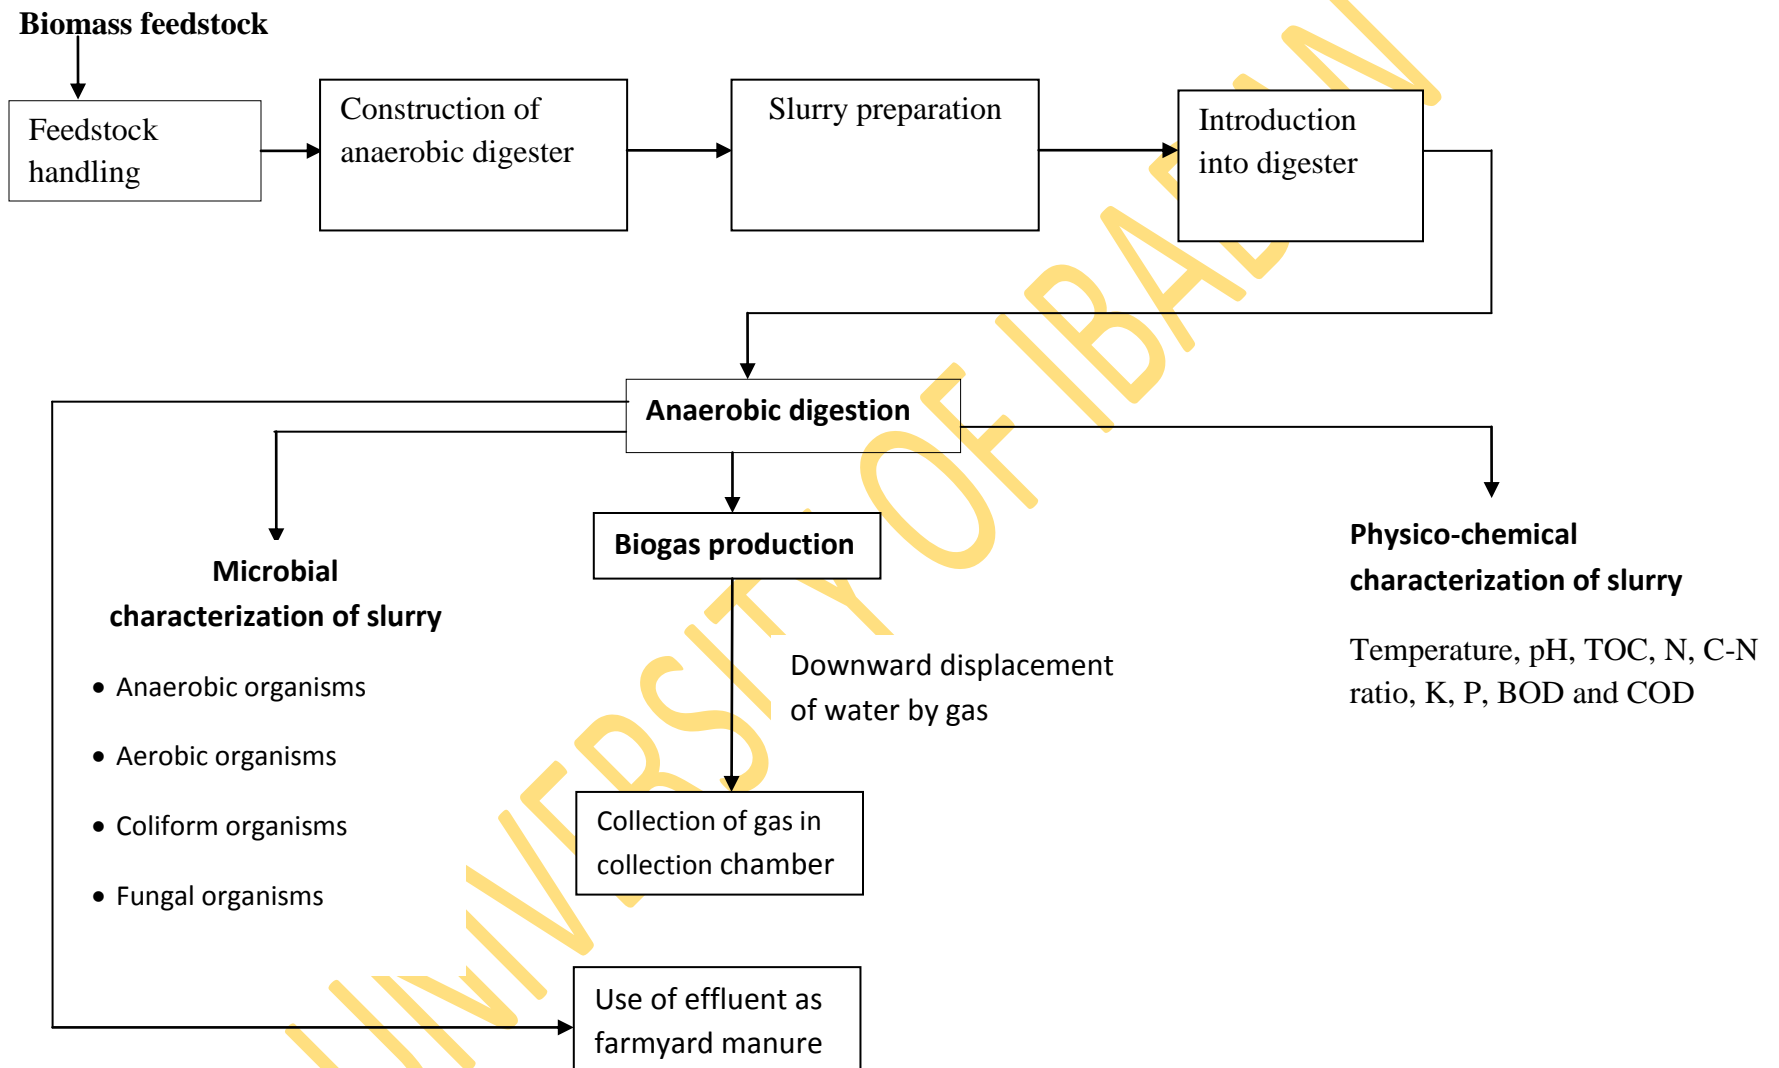 Biomass feedstock
Feedstock
handling
Construction of
anaerobic digester
Slurry preparation
Introduction
into digester
Anaerobic digestion
Biogas production
Microbial
characterization of slurry
• Anaerobic organisms
• Aerobic organisms
• Coliform organisms
• Fungal organisms
Downward displacement
of water by gas
Collection of gas in
collection chamber
Use of effluent as
farmyard manure
Physico-chemical
characterization of slurry
Temperature, pH, TOC, N, C-N
ratio, K, P, BOD and COD
UNIVERSITY OF IBADAN